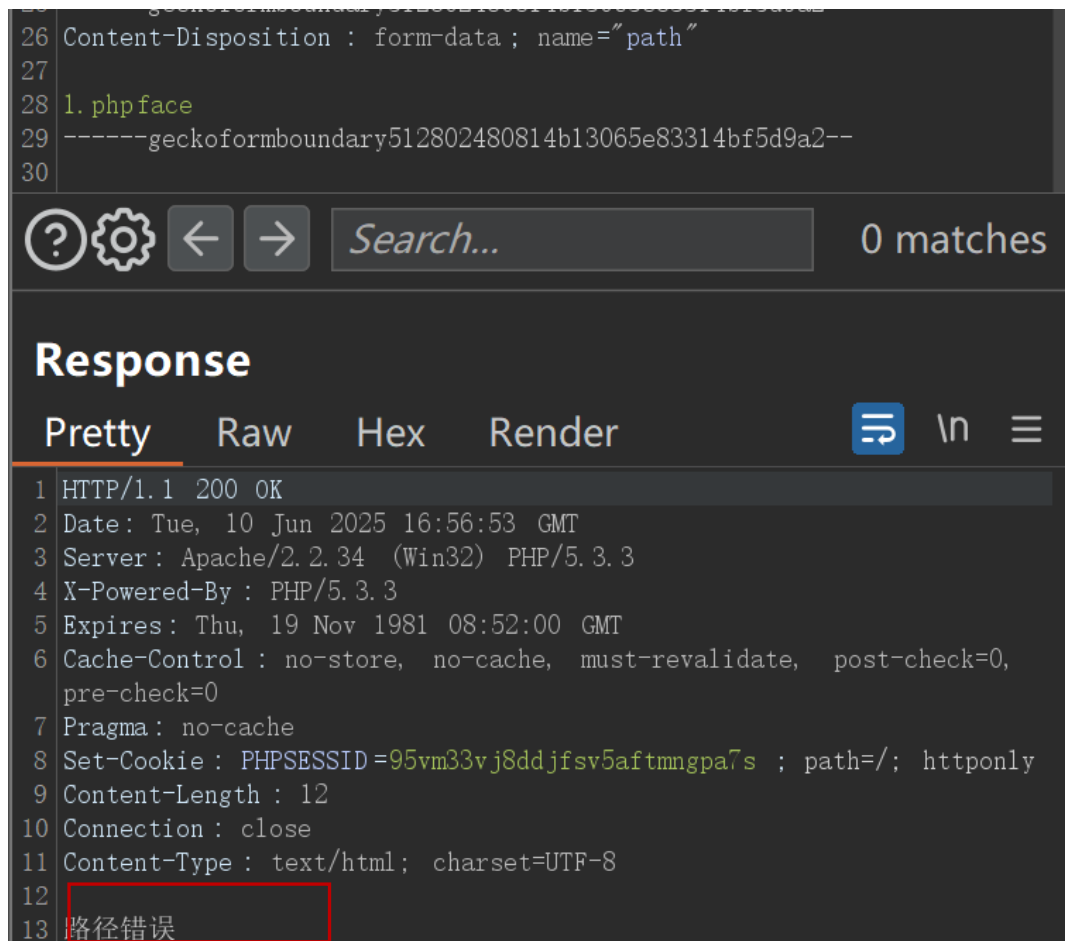 26 Content-Disposition : form-data ; name="path"
27
28 1.phpface
29 ------geckoformboundary512802480814b13065e83314bf5d9a2--
30
Search... 0 matches
Response
Pretty Raw Hex Render \n
1 HTTP/1.1 200 OK
2 Date: Tue, 10 Jun 2025 16:56:53 GMT
3 Server: Apache/2.2.34 (Win32) PHP/5.3.3
4 X-Powered-By : PHP/5.3.3
5 Expires: Thu, 19 Nov 1981 08:52:00 GMT
6 Cache-Control : no-store, no-cache, must-revalidate, post-check=0,
pre-check=0
7 Pragma: no-cache
8 Set-Cookie : PHPSESSID=95vm33vj8ddjfsv5aftmngpa7s ; path=/; httponly
9 Content-Length : 12
10 Connection : close
11 Content-Type : text/html; charset=UTF-8
12
13 路径错误